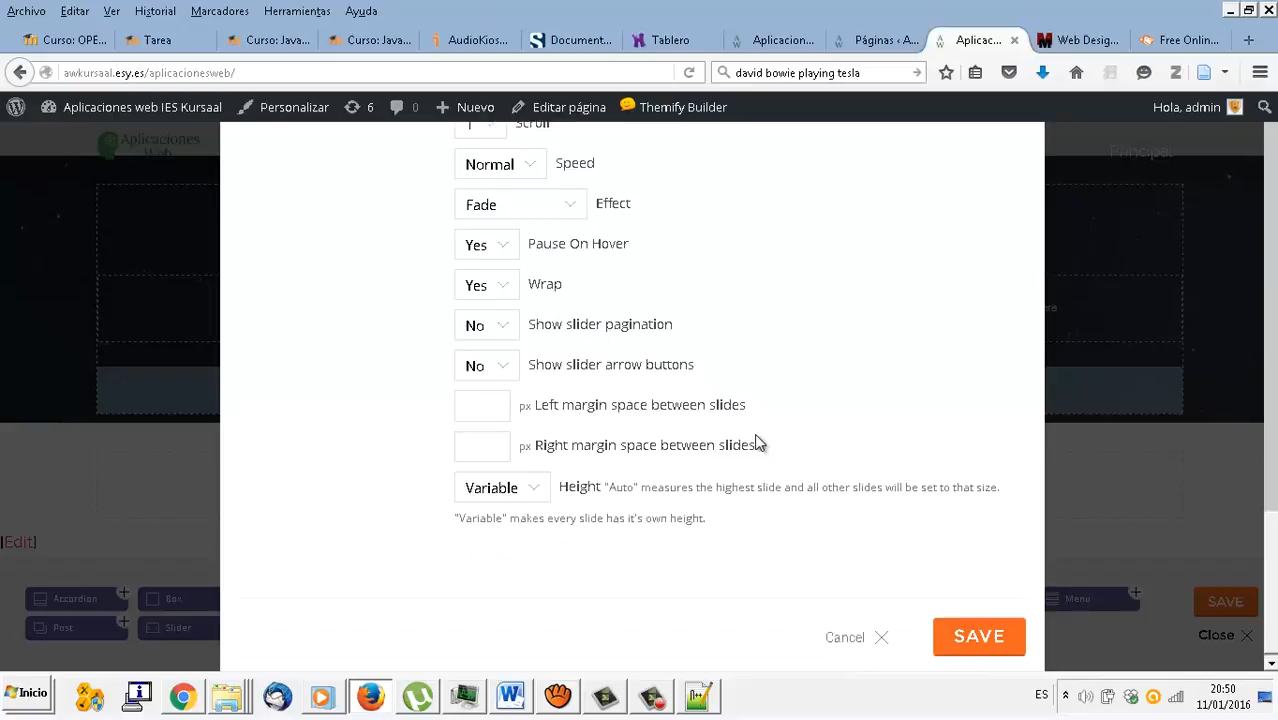 Archivo Editar Ver Historial Marcadores Herramientas Ayuda
Curso: OPE... Tarea Curso: Java... Curso: Java... AudioKios... Document... Tablero Aplicacion... Páginas ‹ A... Aplicac... Web Desig... Free Onlin...
awkursaal.esy.es/aplicacionesweb/ david bowie playing tesla
Aplicaciones web IES Kursaal Personalizar 6 0 Nuevo Editar página Themify Builder Hola, admin
Aplicaciones
Web
Principal
Scroll
Normal Speed
Fade Effect
Yes Pause On Hover
Yes Wrap
No Show slider pagination
No Show slider arrow buttons
px Left margin space between slides
px Right margin space between slides
Variable Height "Auto" measures the highest slide and all other slides will be set to that size.
"Variable" makes every slide has it's own height.
[Edit]
Accordion Box Menu SAVE
Post Slider Close
Cancel SAVE
Inicio ES 20:50
11/01/2016